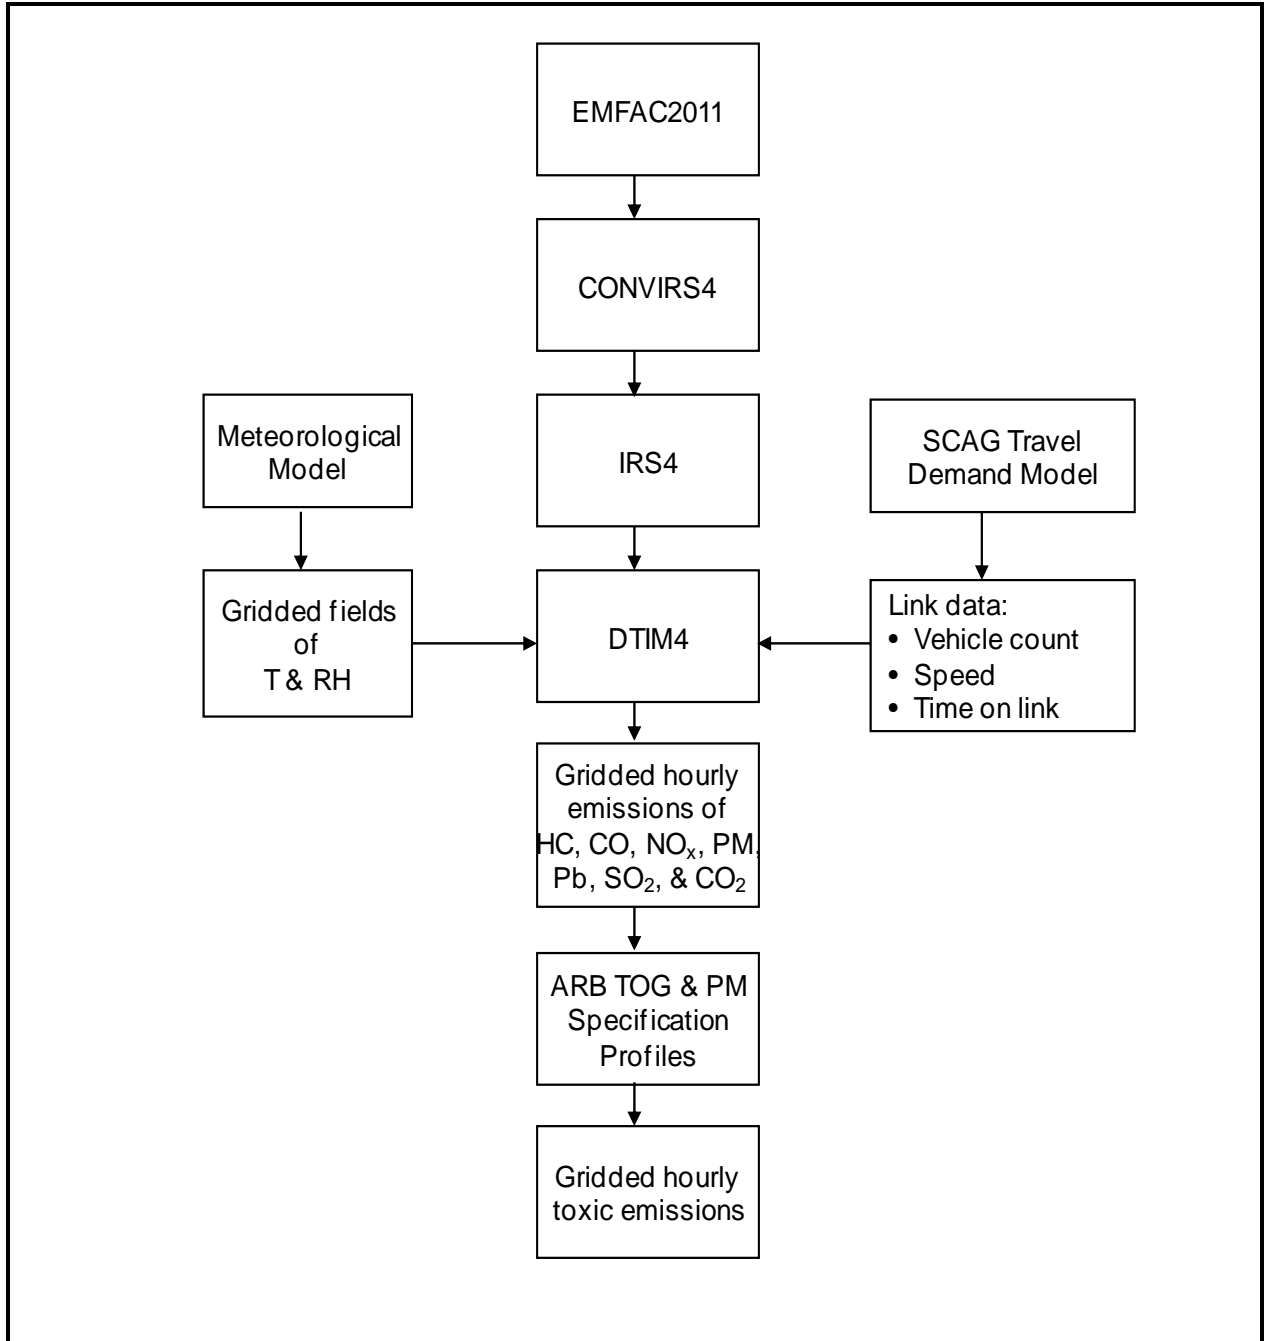 EMFAC2011
CONVIRS4
IRS4
Meteorological
Model
SCAG Travel
Demand Model
Gridded fields
of
T & RH
DTIM4
Link data:
• Vehicle count
• Speed
• Time on link
Gridded hourly
emissions of
HC, CO, NOₓ, PM,
Pb, SO₂, & CO₂
ARB TOG & PM
Specification
Profiles
Gridded hourly
toxic emissions